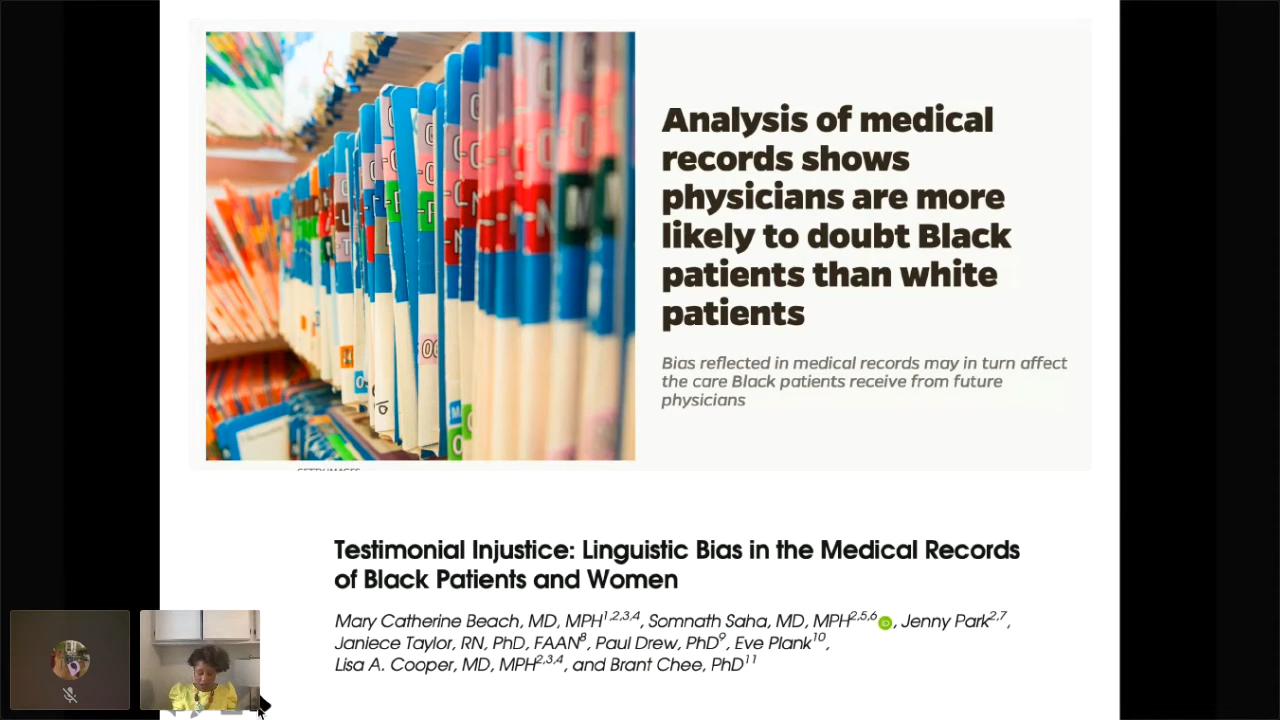 Analysis of medical
records shows
physicians are more
likely to doubt Black
patients than white
patients
Bias reflected in medical records may in turn affect
the care Black patients receive from future
physicians
Testimonial Injustice: Linguistic Bias in the Medical Records
of Black Patients and Women
Mary Catherine Beach, MD, MPH1,2,3,4, Somnath Saha, MD, MPH2,5,6 iD, Jenny Park2,7,
Janiece Taylor, RN, PhD, FAAN8, Paul Drew, PhD9, Eve Plank10,
Lisa A. Cooper, MD, MPH2,3,4, and Brant Chee, PhD11